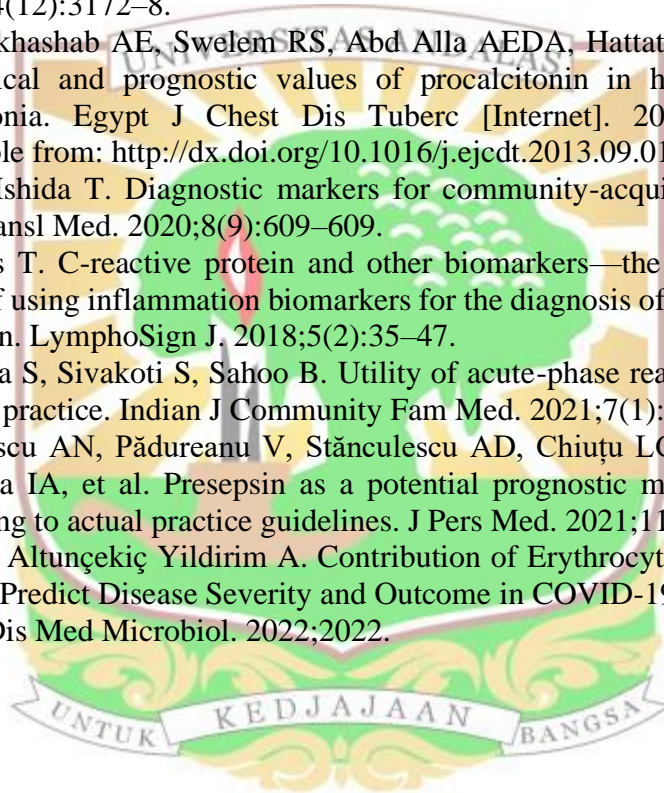 4(12):3172–8.
khashab AE, Swelem RS, Abd Alla AEDA, Hattat
UNIVERSITAS ANDALAS
ical and prognostic values of procalcitonin in h
onia. Egypt J Chest Dis Tuberc [Internet]. 20
le from: http://dx.doi.org/10.1016/j.ejcdt.2013.09.01
Ishida T. Diagnostic markers for community-acqui
ansl Med. 2020;8(9):609–609.
s T. C-reactive protein and other biomarkers—the
f using inflammation biomarkers for the diagnosis of
n. LymphoSign J. 2018;5(2):35–47.
a S, Sivakoti S, Sahoo B. Utility of acute-phase rea
practice. Indian J Community Fam Med. 2021;7(1):
escu AN, Pădureanu V, Stănculescu AD, Chiuțu LC
a IA, et al. Presepsin as a potential prognostic m
ng to actual practice guidelines. J Pers Med. 2021;11
Altunçekiç Yildirim A. Contribution of Erythrocyt
Predict Disease Severity and Outcome in COVID-19
Dis Med Microbiol. 2022;2022.
UNTUK KEDJAJAAN BANGSA